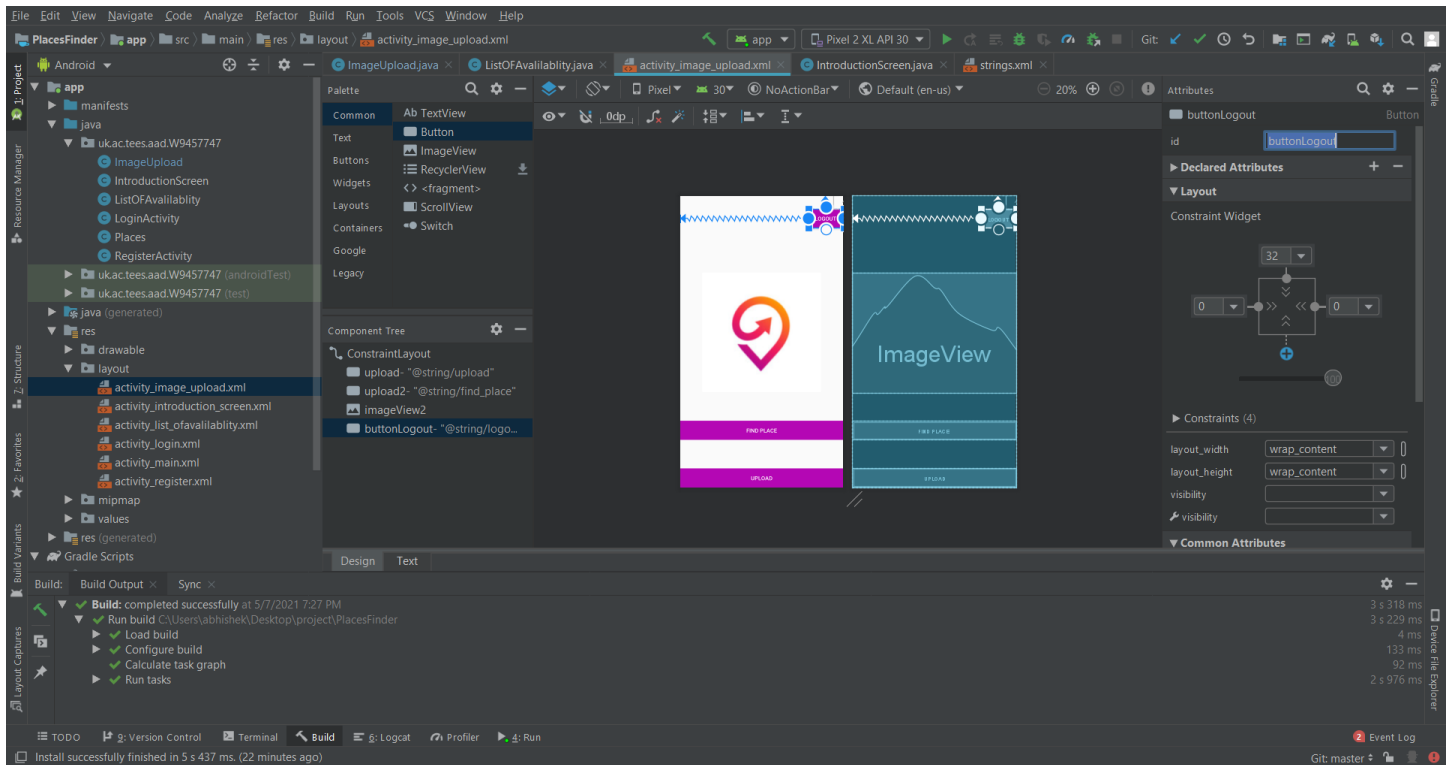 File Edit View Navigate Code Analyze Refactor Build Run Tools VCS Window Help
PlacesFinder app src main res layout activity_image_upload.xml
app Pixel 2 XL API 30 Git:
Android
ImageUpload.java ListOFAvalilablity.java activity_image_upload.xml IntroductionScreen.java strings.xml
1: Project
Resource Manager
7: Structure
2: Favorites
Build Variants
Layout Captures
app
manifests
java
uk.ac.tees.aad.W9457747
ImageUpload
IntroductionScreen
ListOFAvalilablity
LoginActivity
Places
RegisterActivity
uk.ac.tees.aad.W9457747 (androidTest)
uk.ac.tees.aad.W9457747 (test)
java (generated)
res
drawable
layout
activity_image_upload.xml
activity_introduction_screen.xml
activity_list_ofavalilablity.xml
activity_login.xml
activity_main.xml
activity_register.xml
mipmap
values
res (generated)
Gradle Scripts
Palette
Common
Text
Buttons
Widgets
Layouts
Containers
Google
Legacy
Ab TextView
Button
ImageView
RecyclerView
<fragment>
ScrollView
Switch
Component Tree
ConstraintLayout
upload- "@string/upload"
upload2- "@string/find_place"
imageView2
buttonLogout- "@string/logo...
Design Text
Pixel 30 NoActionBar Default (en-us) 20%
0dp
LOGOUT
FIND PLACE
UPLOAD
LOGOUT
ImageView
FIND PLACE
UPLOAD
Attributes
buttonLogout Button
id buttonLogout
Declared Attributes
Layout
Constraint Widget
32
0 0
Constraints (4)
layout_width wrap_content
layout_height wrap_content
visibility
visibility
Common Attributes
Gradle
Device File Explorer
Build: Build Output Sync
Build: completed successfully at 5/7/2021 7:27 PM 3 s 318 ms
Run build C:\Users\abhishek\Desktop\project\PlacesFinder 3 s 229 ms
Load build 4 ms
Configure build 133 ms
Calculate task graph 92 ms
Run tasks 2 s 976 ms
TODO 9: Version Control Terminal Build 6: Logcat Profiler 4: Run 2 Event Log
Install successfully finished in 5 s 437 ms. (22 minutes ago) Git: master